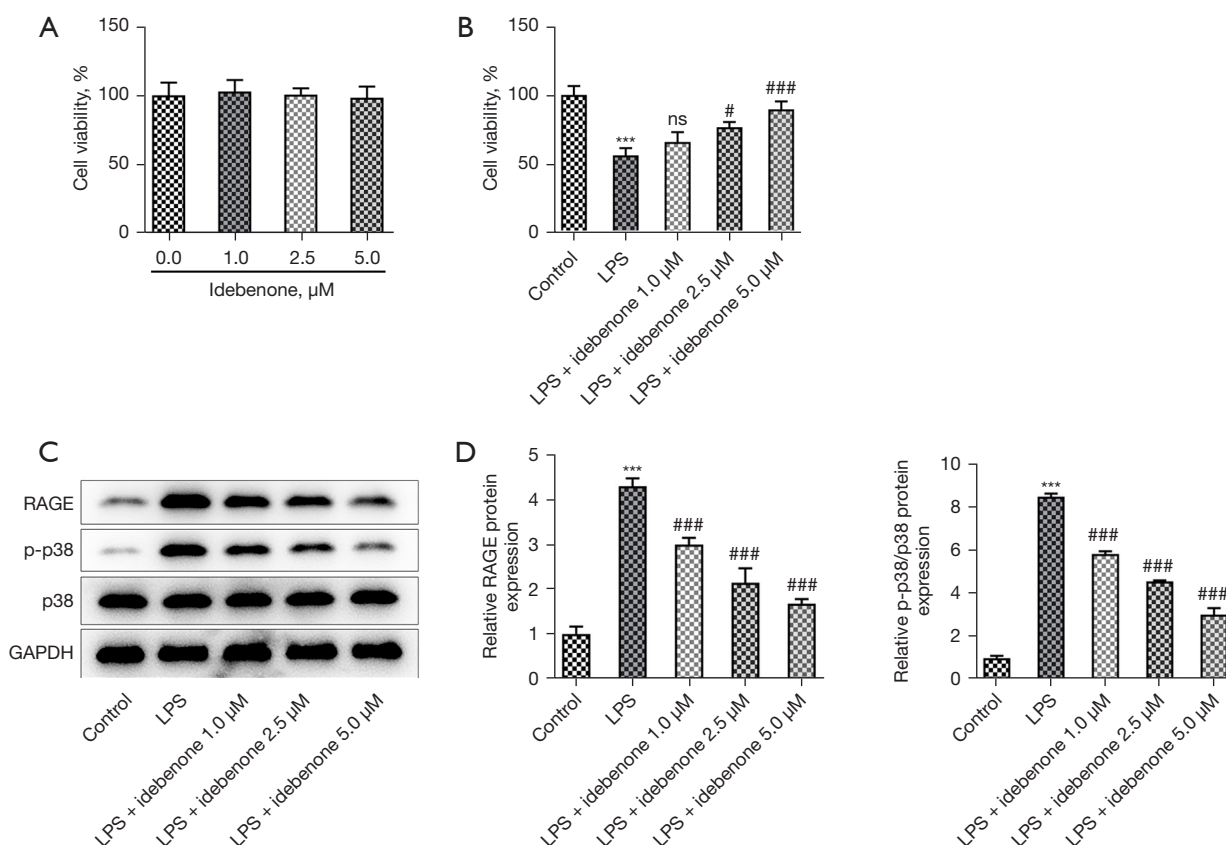 A
150
100
50
0
Cell viability, %
0.0 1.0 2.5 5.0
Idebenone, μM
B
150
100
50
0
Cell viability, %
***
ns
#
###
Control
LPS
LPS + idebenone 1.0 μM
LPS + idebenone 2.5 μM
LPS + idebenone 5.0 μM
C
RAGE
p-p38
p38
GAPDH
Control
LPS
LPS + idebenone 1.0 μM
LPS + idebenone 2.5 μM
LPS + idebenone 5.0 μM
D
Relative RAGE protein
expression
5
4
3
2
1
0
***
###
###
###
Control
LPS
LPS + idebenone 1.0 μM
LPS + idebenone 2.5 μM
LPS + idebenone 5.0 μM
Relative p-p38/p38 protein
expression
10
8
6
4
2
0
***
###
###
###
Control
LPS
LPS + idebenone 1.0 μM
LPS + idebenone 2.5 μM
LPS + idebenone 5.0 μM